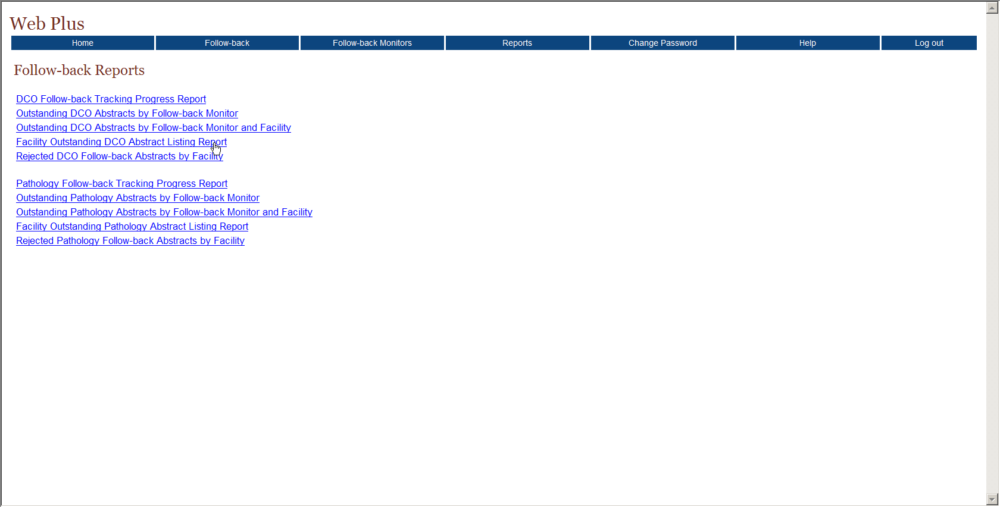 Web Plus
Home Follow-back Follow-back Monitors Reports Change Password Help Log out
Follow-back Reports
DCO Follow-back Tracking Progress Report
Outstanding DCO Abstracts by Follow-back Monitor
Outstanding DCO Abstracts by Follow-back Monitor and Facility
Facility Outstanding DCO Abstract Listing Report
Rejected DCO Follow-back Abstracts by Facility
Pathology Follow-back Tracking Progress Report
Outstanding Pathology Abstracts by Follow-back Monitor
Outstanding Pathology Abstracts by Follow-back Monitor and Facility
Facility Outstanding Pathology Abstract Listing Report
Rejected Pathology Follow-back Abstracts by Facility